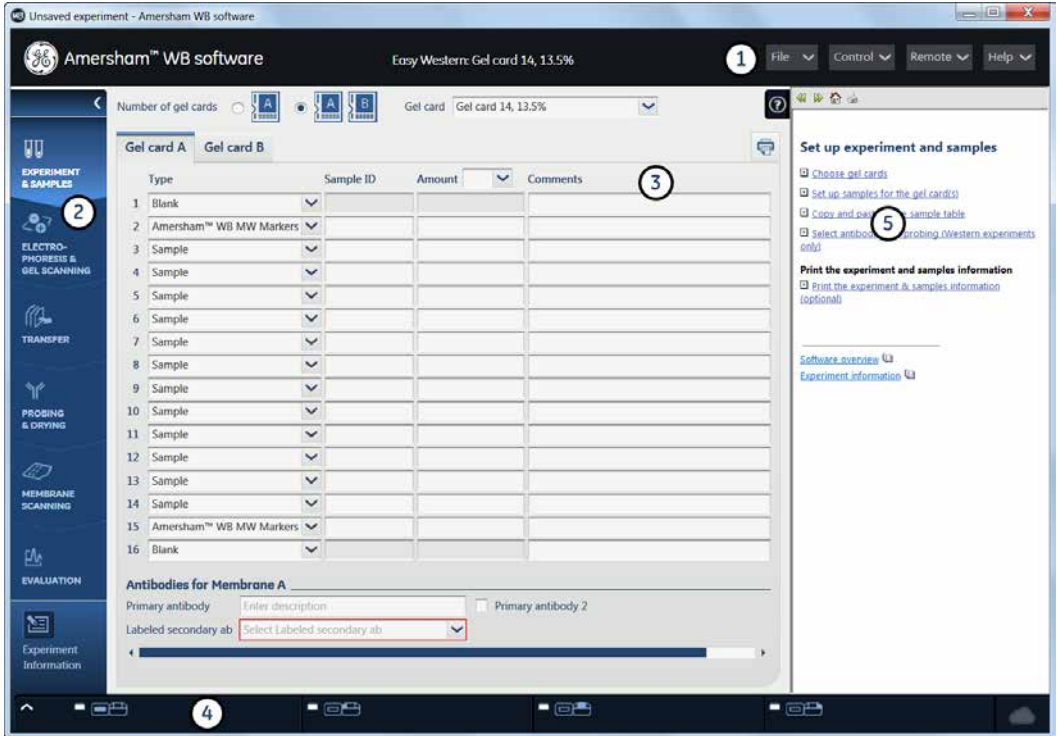 Unsaved experiment - Amersham WB software
Amersham™ WB software
Easy Western: Gel card 14, 13.5%
1
File
Control
Remote
Help
Number of gel cards
A
A
B
Gel card
Gel card 14, 13.5%
?
EXPERIMENT
& SAMPLES
2
ELECTRO-
PHORESIS &
GEL SCANNING
TRANSFER
PROBING
& DRYING
MEMBRANE
SCANNING
EVALUATION
Experiment
Information
Gel card A
Gel card B
Type Sample ID Amount Comments
3
1 Blank
2 Amersham™ WB MW Markers
3 Sample
4 Sample
5 Sample
6 Sample
7 Sample
8 Sample
9 Sample
10 Sample
11 Sample
12 Sample
13 Sample
14 Sample
15 Amersham™ WB MW Markers
16 Blank
Antibodies for Membrane A
Primary antibody Enter description Primary antibody 2
Labeled secondary ab Select Labeled secondary ab
Set up experiment and samples
Choose gel cards
Set up samples for the gel card(s)
Copy and sample table
5
Select probing (Western experiments
only)
Print the experiment and samples information
Print the experiment & samples information
(optional)
Software overview
Experiment information
4